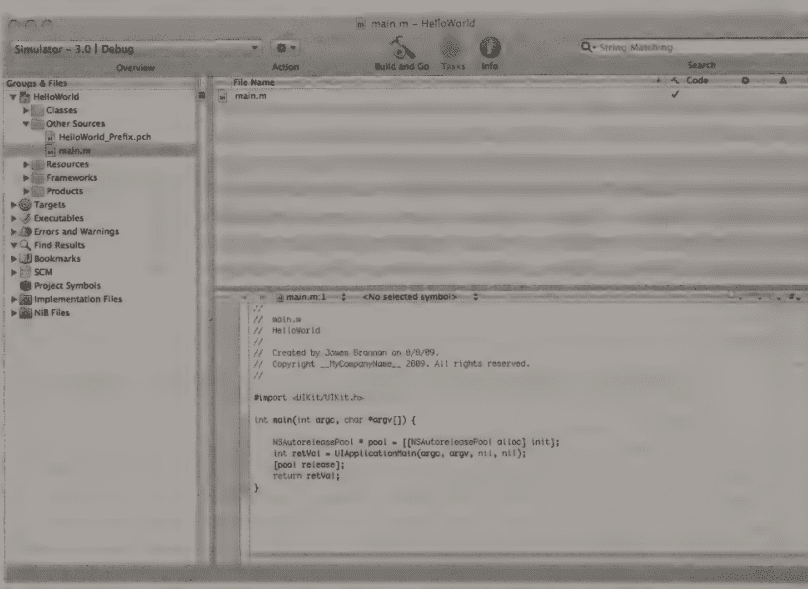 main.m - HelloWorld
Simulator - 3.0 | Debug
Overview
Action
Build and Go
Tasks
Info
String Matching
Search
Groups & Files
HelloWorld
Classes
Other Sources
HelloWorld_Prefix.pch
main.m
Resources
Frameworks
Products
Targets
Executables
Errors and Warnings
Find Results
Bookmarks
SCM
Project Symbols
Implementation Files
NIB Files
File Name
Code
main.m
main.m:1
<No selected symbol>
//
// main.m
// HelloWorld
//
// Created by James Brannan on 8/8/09.
// Copyright __MyCompanyName__ 2009. All rights reserved.
//
#import <UIKit/UIKit.h>
int main(int argc, char *argv[]) {
NSAutoreleasePool * pool = [[NSAutoreleasePool alloc] init];
int retVal = UIApplicationMain(argc, argv, nil, nil);
[pool release];
return retVal;
}